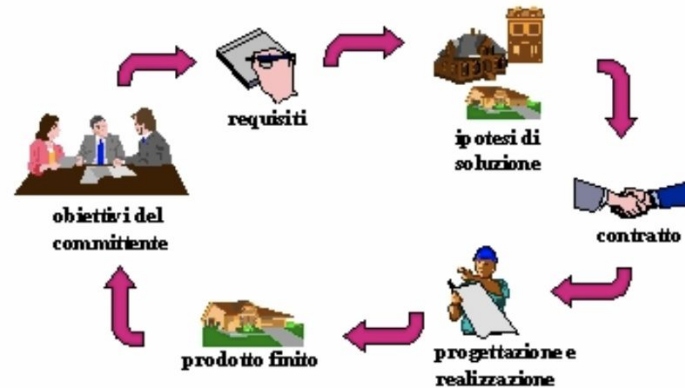 requisiti
ipotesi di
soluzione
contratto
progettazione e
realizzazione
prodotto finito
obiettivi del
committente